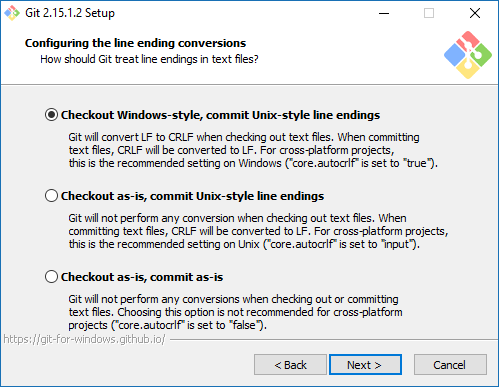 Git 2.15.1.2 Setup
Configuring the line ending conversions
How should Git treat line endings in text files?
Checkout Windows-style, commit Unix-style line endings
Git will convert LF to CRLF when checking out text files. When committing
text files, CRLF will be converted to LF. For cross-platform projects,
this is the recommended setting on Windows ("core.autocrlf" is set to "true").
Checkout as-is, commit Unix-style line endings
Git will not perform any conversion when checking out text files. When
committing text files, CRLF will be converted to LF. For cross-platform projects,
this is the recommended setting on Unix ("core.autocrlf" is set to "input").
Checkout as-is, commit as-is
Git will not perform any conversions when checking out or committing
text files. Choosing this option is not recommended for cross-platform
projects ("core.autocrlf" is set to "false").
https://git-for-windows.github.io/
< Back
Next >
Cancel